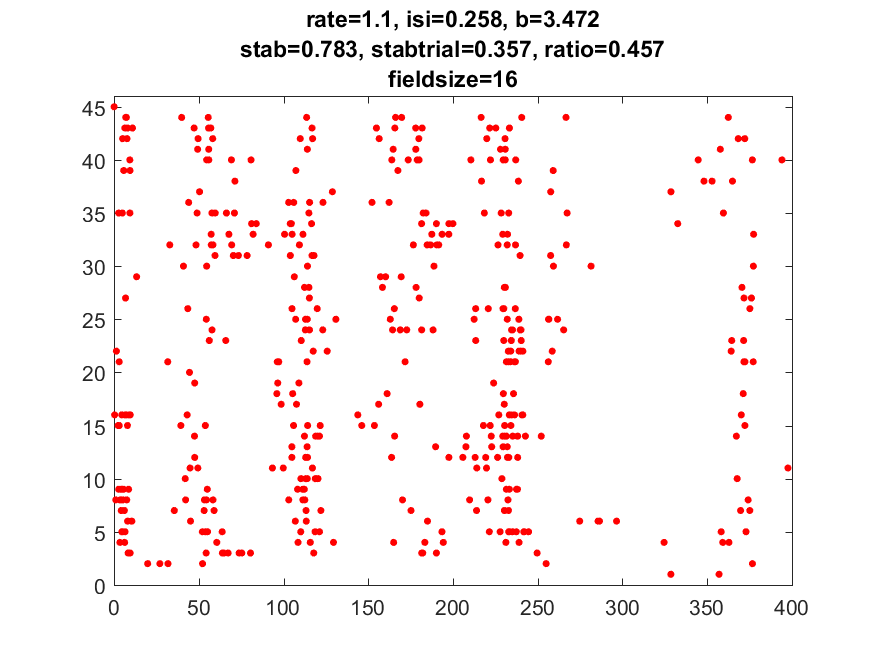 rate=1.1, isi=0.258, b=3.472
stab=0.783, stabtrial=0.357, ratio=0.457
fieldsize=16
45
40
35
30
25
20
15
10
5
0
0 50 100 150 200 250 300 350 400